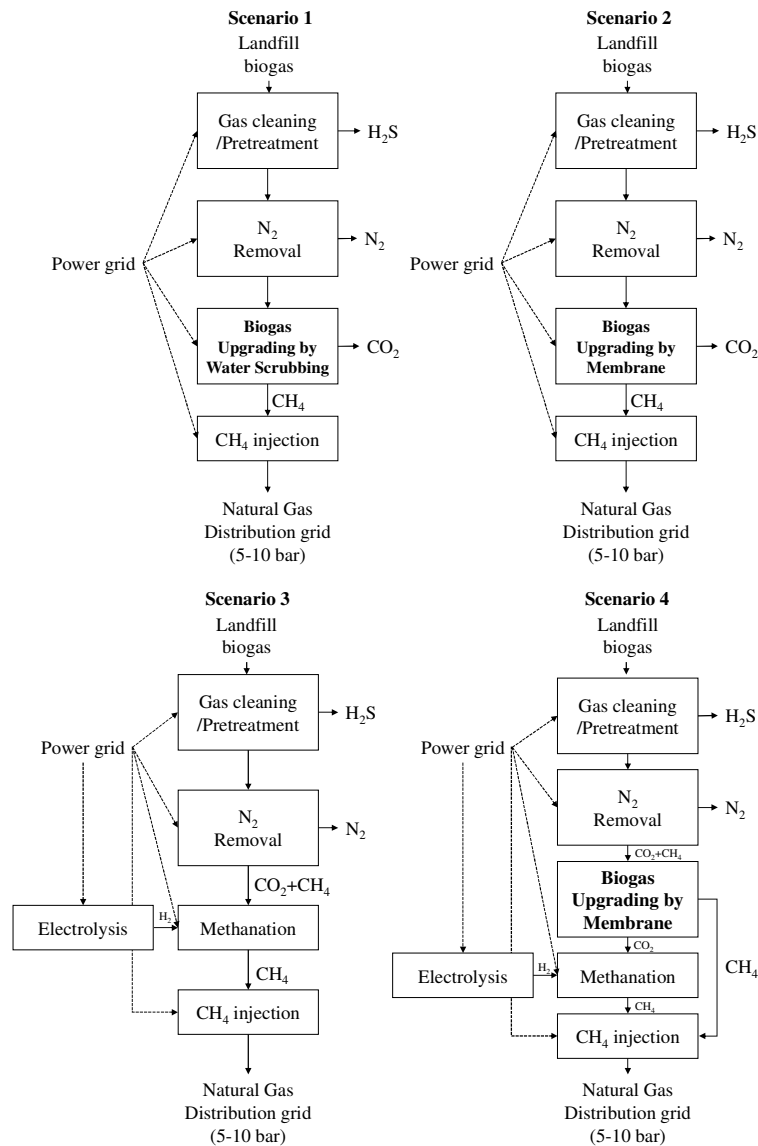 Scenario 1
Landfill
biogas
Gas cleaning
/Pretreatment
H₂S
N₂
Removal
N₂
Power grid
Biogas
Upgrading by
Water Scrubbing
CO₂
CH₄
CH₄ injection
Natural Gas
Distribution grid
(5-10 bar)
Scenario 2
Landfill
biogas
Gas cleaning
/Pretreatment
H₂S
N₂
Removal
N₂
Power grid
Biogas
Upgrading by
Membrane
CO₂
CH₄
CH₄ injection
Natural Gas
Distribution grid
(5-10 bar)
Scenario 3
Landfill
biogas
Gas cleaning
/Pretreatment
H₂S
Power grid
N₂
Removal
N₂
CO₂+CH₄
Electrolysis
H₂
Methanation
CH₄
CH₄ injection
Natural Gas
Distribution grid
(5-10 bar)
Scenario 4
Landfill
biogas
Gas cleaning
/Pretreatment
H₂S
Power grid
N₂
Removal
N₂
CO₂+CH₄
Biogas
Upgrading by
Membrane
CO₂
CH₄
Electrolysis
H₂
Methanation
CH₄
CH₄ injection
Natural Gas
Distribution grid
(5-10 bar)